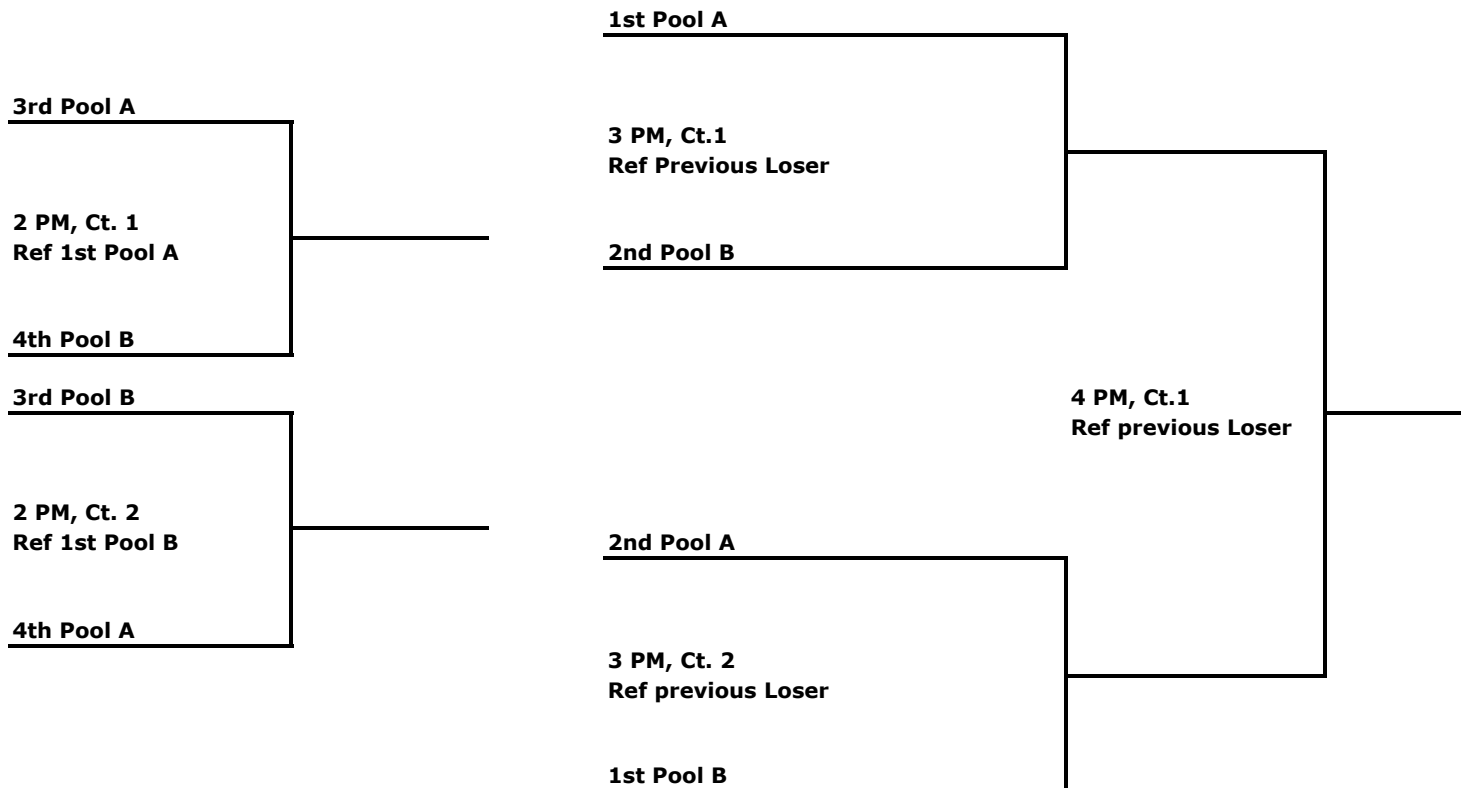 1st Pool A
3rd Pool A
3 PM, Ct.1
Ref Previous Loser
2 PM, Ct. 1
Ref 1st Pool A
2nd Pool B
4th Pool B
3rd Pool B
4 PM, Ct.1
Ref previous Loser
2 PM, Ct. 2
Ref 1st Pool B
2nd Pool A
4th Pool A
3 PM, Ct. 2
Ref previous Loser
1st Pool B